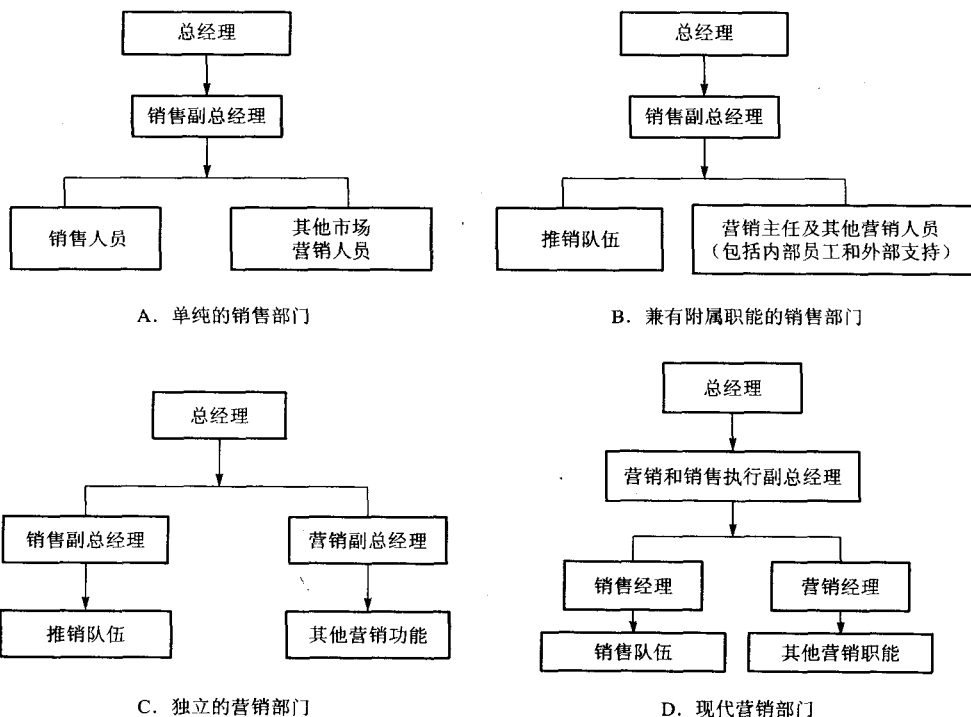 总经理
销售副总经理
销售人员
其他市场
营销人员
A. 单纯的销售部门
总经理
销售副总经理
推销队伍
营销主任及其他营销人员
（包括内部员工和外部支持）
B. 兼有附属职能的销售部门
总经理
销售副总经理
营销副总经理
推销队伍
其他营销功能
C. 独立的营销部门
总经理
营销和销售执行副总经理
销售经理
营销经理
销售队伍
其他营销职能
D. 现代营销部门